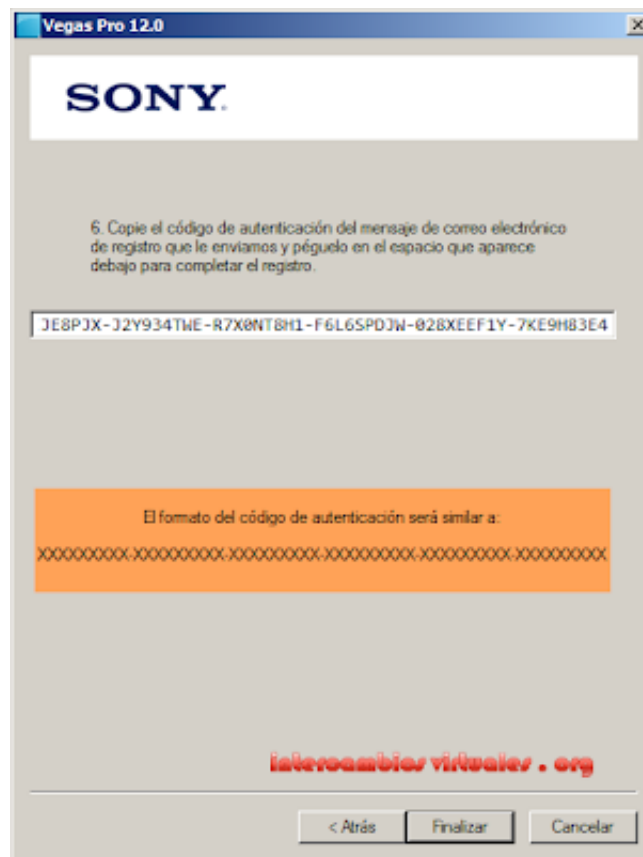 Vegas Pro 12.0
SONY
6. Copie el código de autenticación del mensaje de correo electrónico
de registro que le enviamos y péguelo en el espacio que aparece
debajo para completar el registro.
JE8PJX-J2Y934TWE-R7X0NT8H1-F6L6SPDJW-028XEEF1Y-7KE9H83E4
El formato del código de autenticación será similar a:
XXXXXXXXX-XXXXXXXXX-XXXXXXXXX-XXXXXXXXX-XXXXXXXXX-XXXXXXXXX
intercambios virtuales . org
< Atrás Finalizar Cancelar